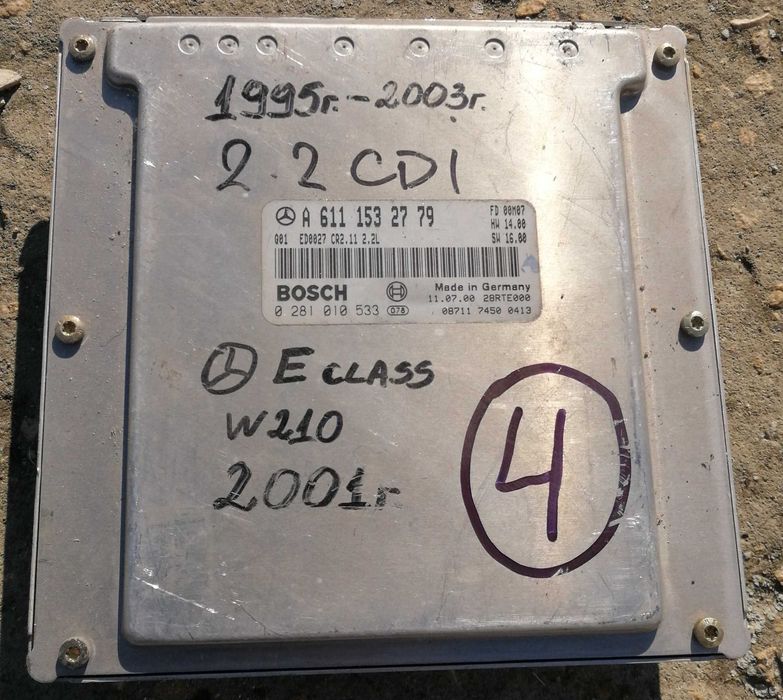 1995г.-2003г.
2.2 CDI
A 611 153 27 79
FD 00M07
HW 14.00
SW 16.00
G01 ED0027 CR2.11 2.2L
BOSCH
Made in Germany
11.07.00 28RTE000
0 281 010 533 078
08711 7450 0413
E CLASS
W210
2001г
4